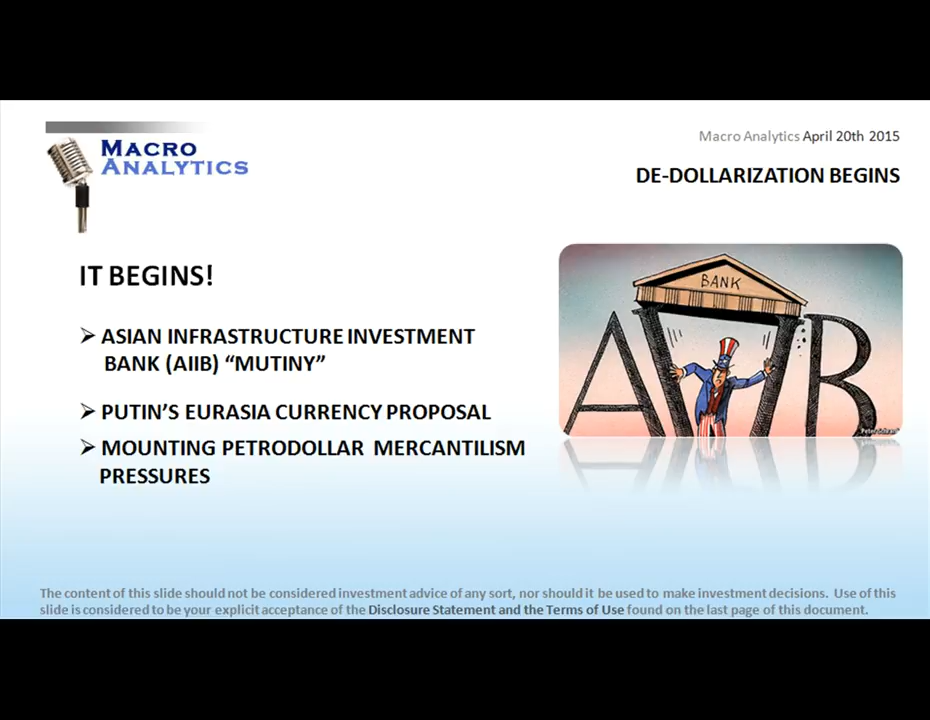 MACRO
ANALYTICS
Macro Analytics April 20th 2015
DE-DOLLARIZATION BEGINS
IT BEGINS!
➢ ASIAN INFRASTRUCTURE INVESTMENT
BANK (AIIB) “MUTINY”
➢ PUTIN’S EURASIA CURRENCY PROPOSAL
➢ MOUNTING PETRODOLLAR MERCANTILISM
PRESSURES
BANK
AIIB
The content of this slide should not be considered investment advice of any sort, nor should it be used to make investment decisions. Use of this
slide is considered to be your explicit acceptance of the Disclosure Statement and the Terms of Use found on the last page of this document.